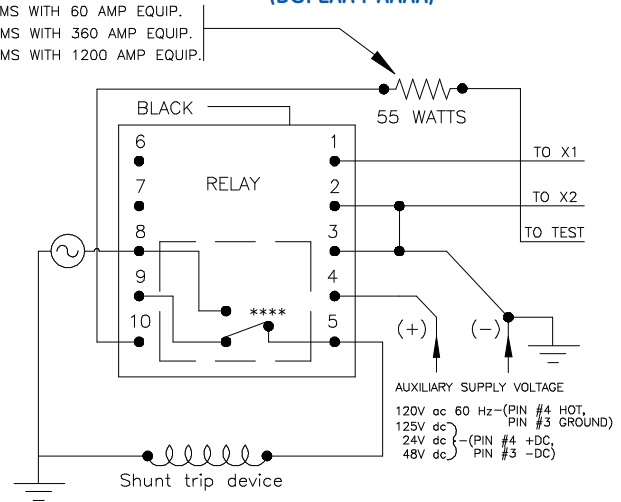 MS WITH 60 AMP EQUIP.
MS WITH 360 AMP EQUIP.
MS WITH 1200 AMP EQUIP.
55 WATTS
BLACK
RELAY
6
7
8
9
10
1
2
3
4
5
****
TO X1
TO X2
TO TEST
(+)
(-)
AUXILIARY SUPPLY VOLTAGE
120V ac 60 Hz-(PIN #4 HOT,
PIN #3 GROUND)
125V dc
24V dc -(PIN #4 +DC,
48V dc PIN #3 -DC)
Shunt trip device